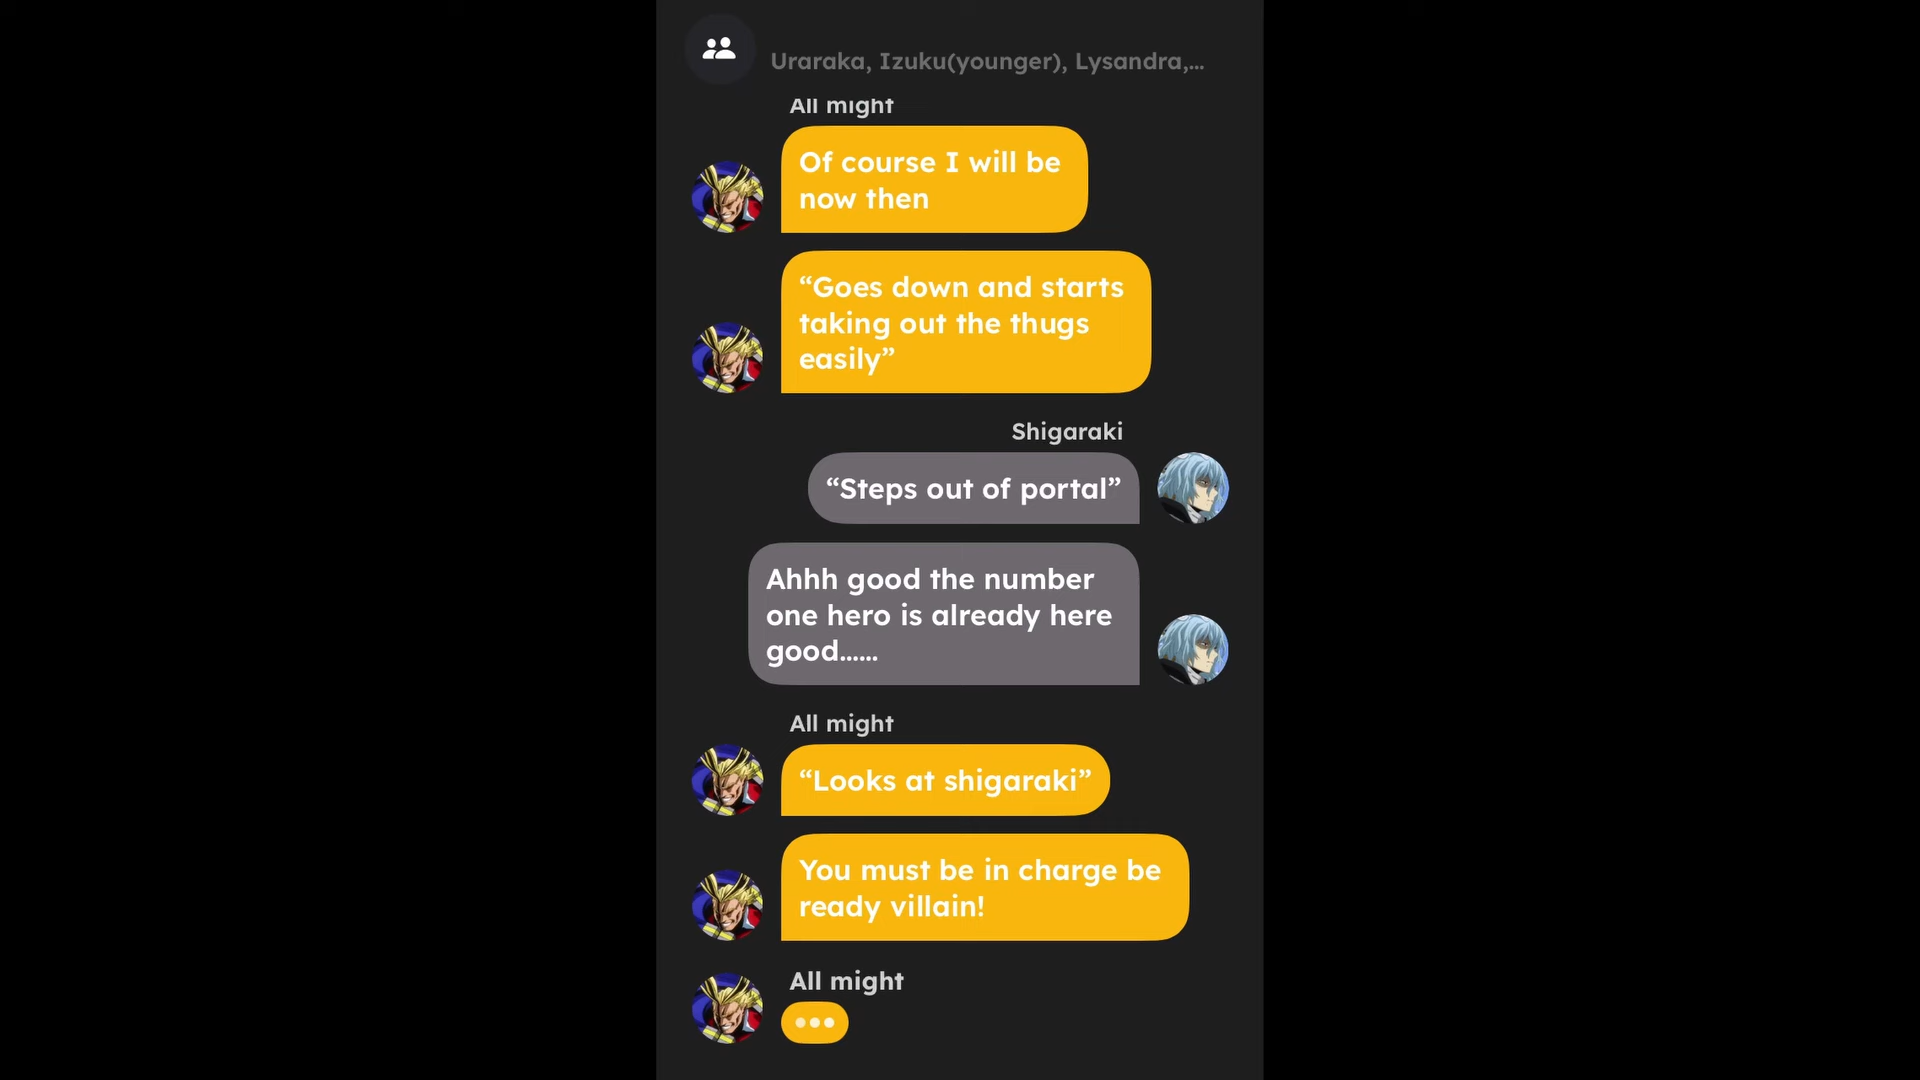 Uraraka, Izuku(younger), Lysandra,...
All might
Of course I will be
now then
“Goes down and starts
taking out the thugs
easily”
Shigaraki
“Steps out of portal”
Ahhh good the number
one hero is already here
good......
All might
“Looks at shigaraki”
You must be in charge be
ready villain!
All might